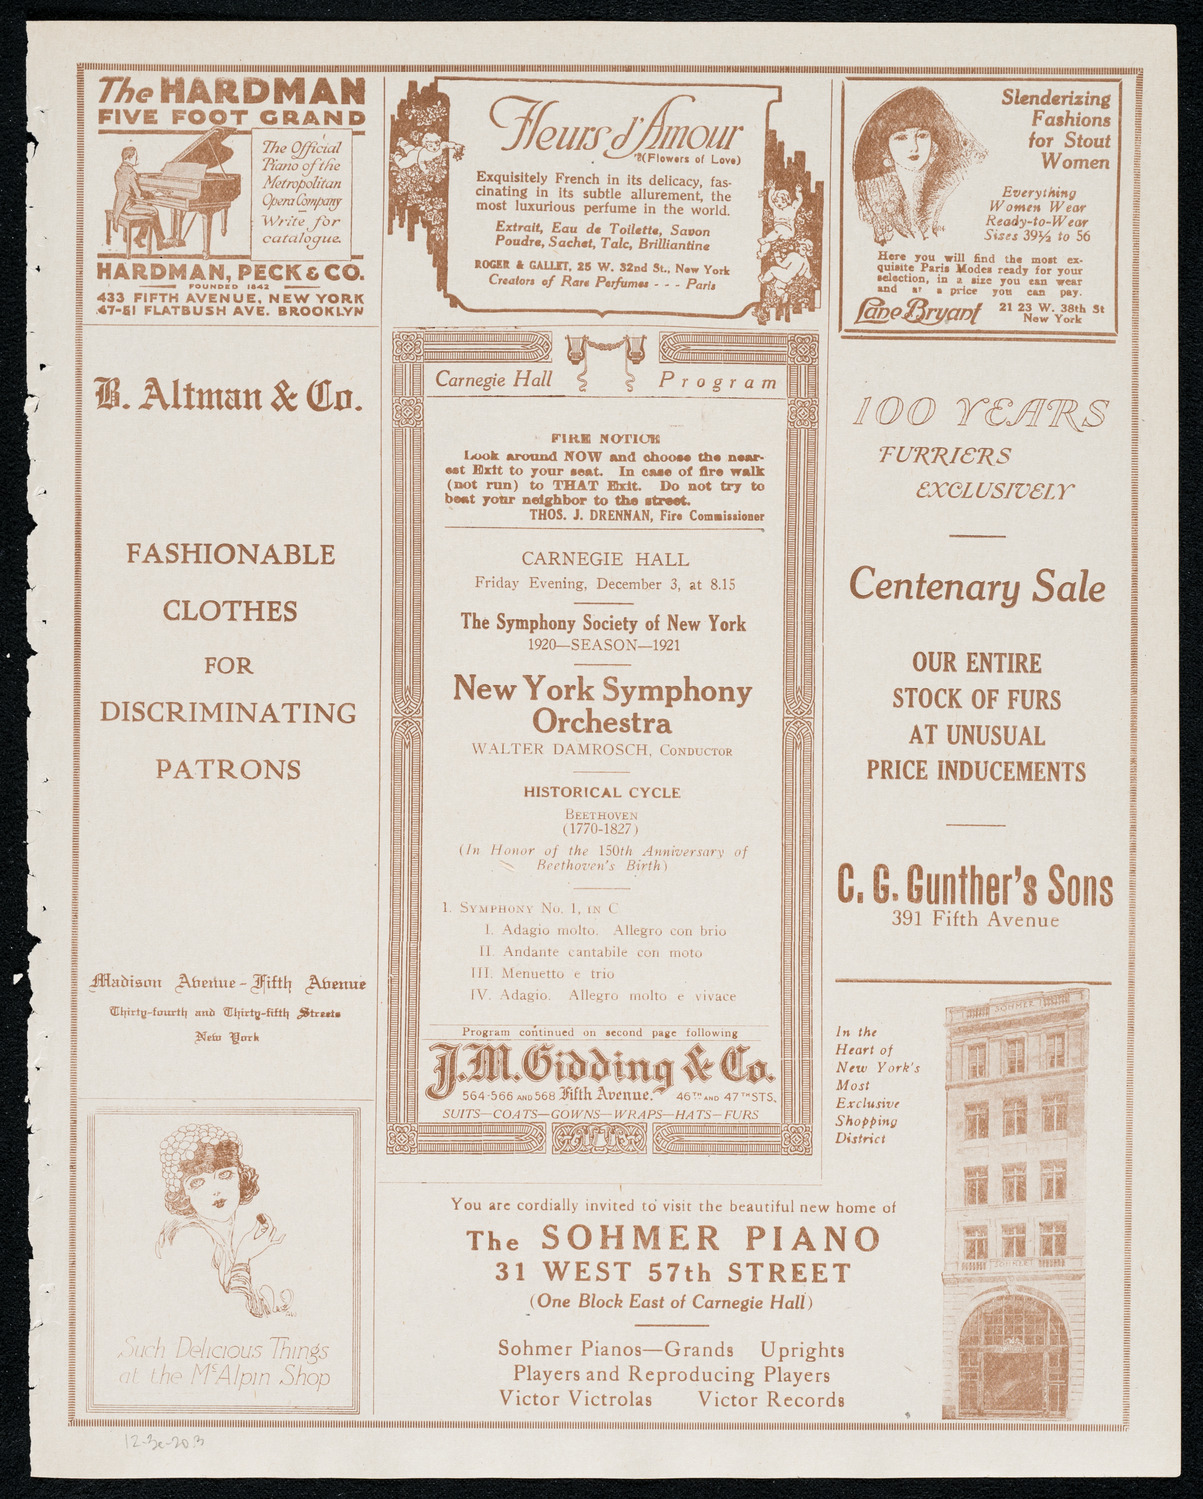 The HARDMAN
FIVE FOOT GRAND
The Official
Piano of the
Metropolitan
Opera Company
Write for
catalogue.
HARDMAN, PECK & CO.
FOUNDED 1842
433 FIFTH AVENUE, NEW YORK
47-51 FLATBUSH AVE. BROOKLYN
Fleurs d'Amour
(Flowers of Love)
Exquisitely French in its delicacy, fas-
cinating in its subtle allurement, the
most luxurious perfume in the world.
Extrait, Eau de Toilette, Savon
Poudre, Sachet, Talc, Brilliantine
ROGER & GALLET, 25 W. 32nd St., New York
Creators of Rare Perfumes - - - Paris
Slenderizing
Fashions
for Stout
Women
Everything
Women Wear
Ready-to-Wear
Sizes 39½ to 56
Here you will find the most ex-
quisite Paris Modes ready for your
selection, in a size you can wear
and at a price you can pay.
Lane Bryant
21 23 W. 38th St
New York
B. Altman & Co.
FASHIONABLE
CLOTHES
FOR
DISCRIMINATING
PATRONS
Madison Avenue - Fifth Avenue
Thirty-fourth and Thirty-fifth Streets
New York
Such Delicious Things
at the McAlpin Shop
Carnegie Hall Program
FIRE NOTICE
Look around NOW and choose the near-
est Exit to your seat. In case of fire walk
(not run) to THAT Exit. Do not try to
beat your neighbor to the street.
THOS. J. DRENNAN, Fire Commissioner
CARNEGIE HALL
Friday Evening, December 3, at 8.15
The Symphony Society of New York
1920—SEASON—1921
New York Symphony
Orchestra
WALTER DAMROSCH, CONDUCTOR
HISTORICAL CYCLE
BEETHOVEN
(1770-1827)
(In Honor of the 150th Anniversary of
Beethoven's Birth)
1. SYMPHONY NO. 1, IN C
I. Adagio molto. Allegro con brio
II. Andante cantabile con moto
III. Menuetto e trio
IV. Adagio. Allegro molto e vivace
Program continued on second page following
J.M. Gidding & Co.
564-566 AND 568 Fifth Avenue. 46TH AND 47TH STS.
SUITS—COATS—GOWNS—WRAPS—HATS—FURS
100 YEARS
FURRIERS
EXCLUSIVELY
Centenary Sale
OUR ENTIRE
STOCK OF FURS
AT UNUSUAL
PRICE INDUCEMENTS
C. G. Gunther's Sons
391 Fifth Avenue
In the
Heart of
New York's
Most
Exclusive
Shopping
District
SOHMER
SOHMER
You are cordially invited to visit the beautiful new home of
The SOHMER PIANO
31 WEST 57th STREET
(One Block East of Carnegie Hall)
Sohmer Pianos—Grands Uprights
Players and Reproducing Players
Victor Victrolas Victor Records